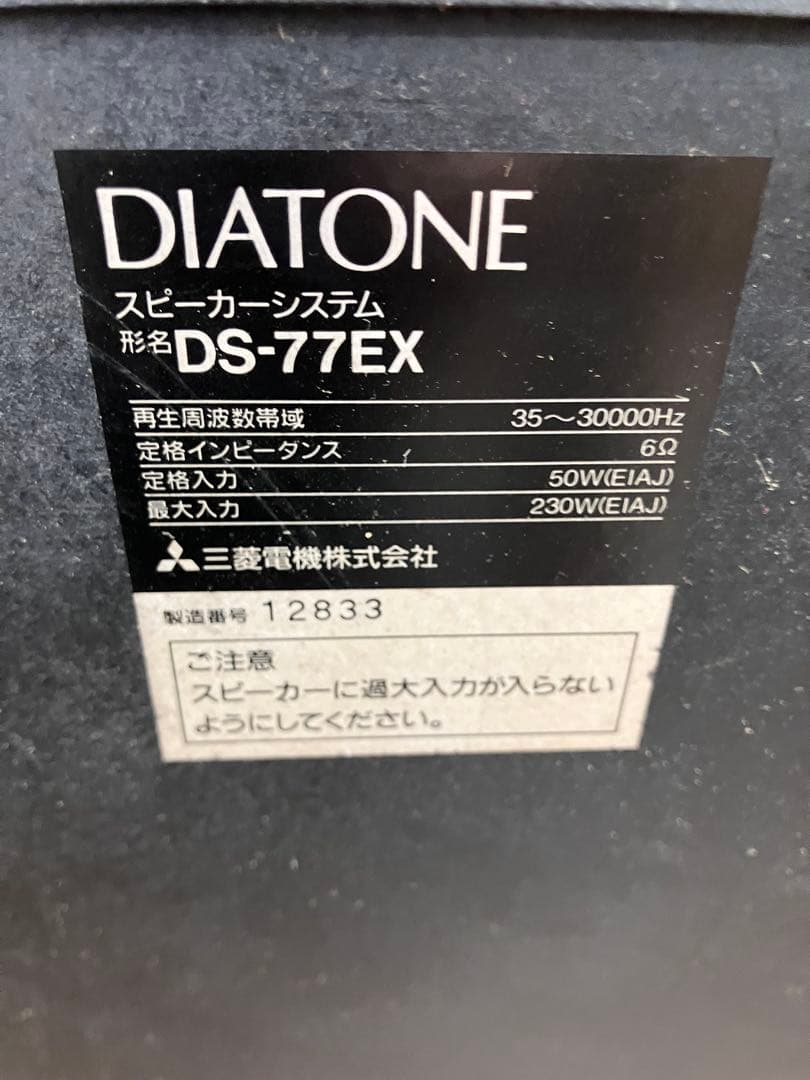 DIATONE
スピーカーシステム
形名 DS-77EX
再生周波数帯域 35～30000Hz
定格インピーダンス 6Ω
定格入力 50W(EIAJ)
最大入力 230W(EIAJ)
三菱電機株式会社
製造番号 12833
ご注意
スピーカーに過大入力が入らない
ようにしてください。